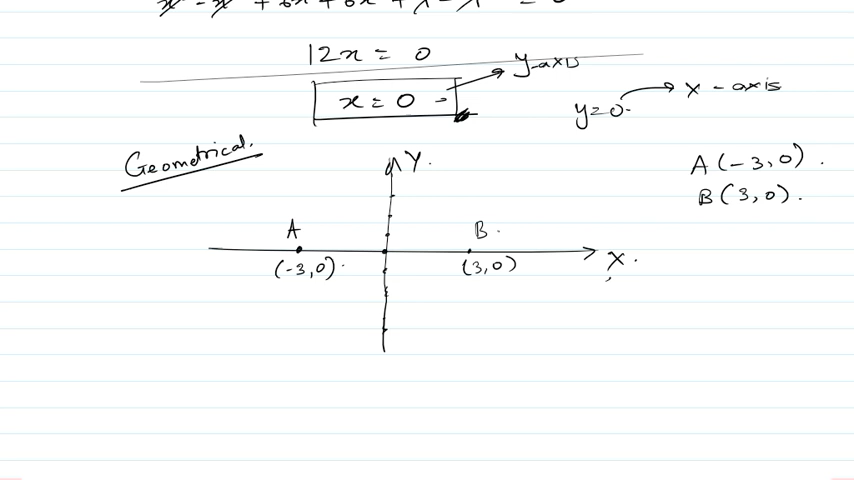 12x = 0
x = 0 → y-axis
y=0 → x-axis
Geometrical.
Y.
A(-3,0).
B(3,0).
A
B.
(-3,0).
(3,0)
X.